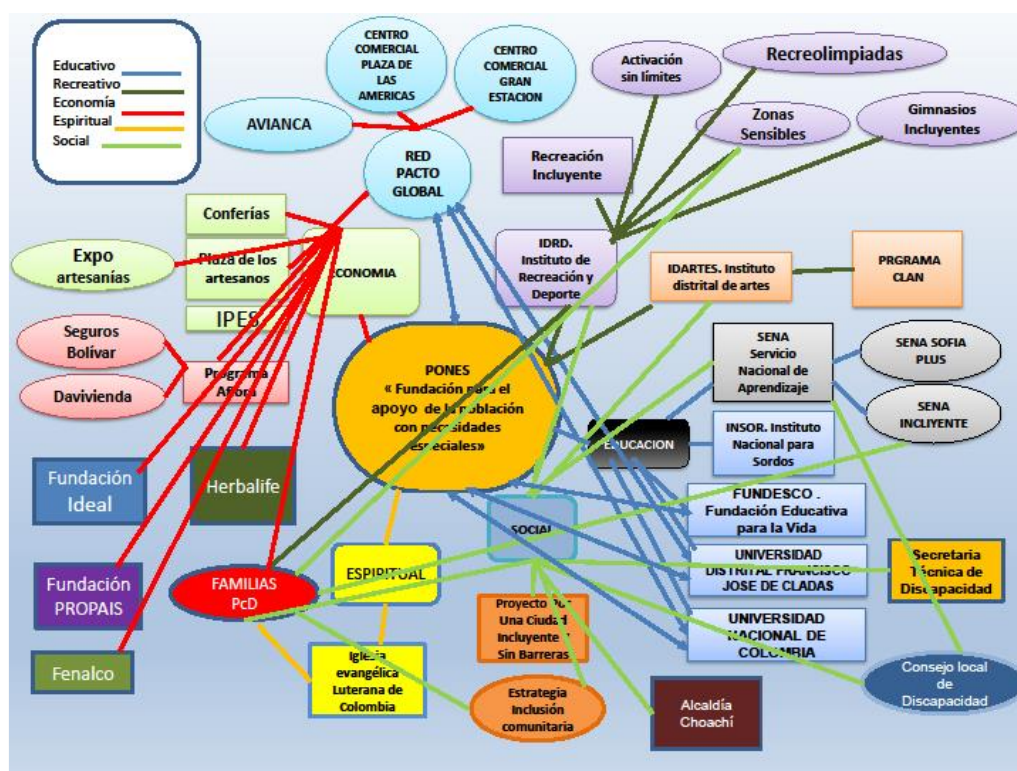 Educativo
Recreativo
Economía
Espiritual
Social
CENTRO
COMERCIAL
PLAZA DE
LAS
AMERICAS
CENTRO
COMERCIAL
GRAN
ESTACION
AVIANCA
RED
PACTO
GLOBAL
Activación
sin límites
Recreolimpiadas
Zonas
Sensibles
Gimnasios
Incluyentes
Recreación
Incluyente
Conferías
Expo
artesanías
Plaza de los
artesanos
IPES
ECONOMIA
IDRD.
Instituto de
Recreación y
Deporte
IDARTES. Instituto
distrital de artes
PRGRAMA
CLAN
Seguros
Bolívar
Davivienda
Programa
Aflora
PONES
« Fundación para el
apoyo de la población
con necesidades
especiales»
SENA
Servicio
Nacional de
Aprendizaje
SENA SOFIA
PLUS
SENA
INCLIYENTE
EDUCACION
INSOR. Instituto
Nacional para
Sordos
Fundación
Ideal
Herbalife
FUNDESCO .
Fundación Educativa
para la Vida
SOCIAL
UNIVERSIDAD
DISTRITAL FRANCISCO
JOSE DE CLADAS
Secretaria
Técnica de
Discapacidad
Fundación
PROPAIS
FAMILIAS
PcD
ESPIRITUAL
Proyecto Por
Una Ciudad
Incluyente Y
Sin Barreras
UNIVERSIDAD
NACIONAL DE
COLOMBIA
Fenalco
Iglesia
evangélica
Luterana de
Colombia
Estrategia
Inclusión
comunitaria
Alcaldía
Choachí
Consejo local
de
Discapacidad